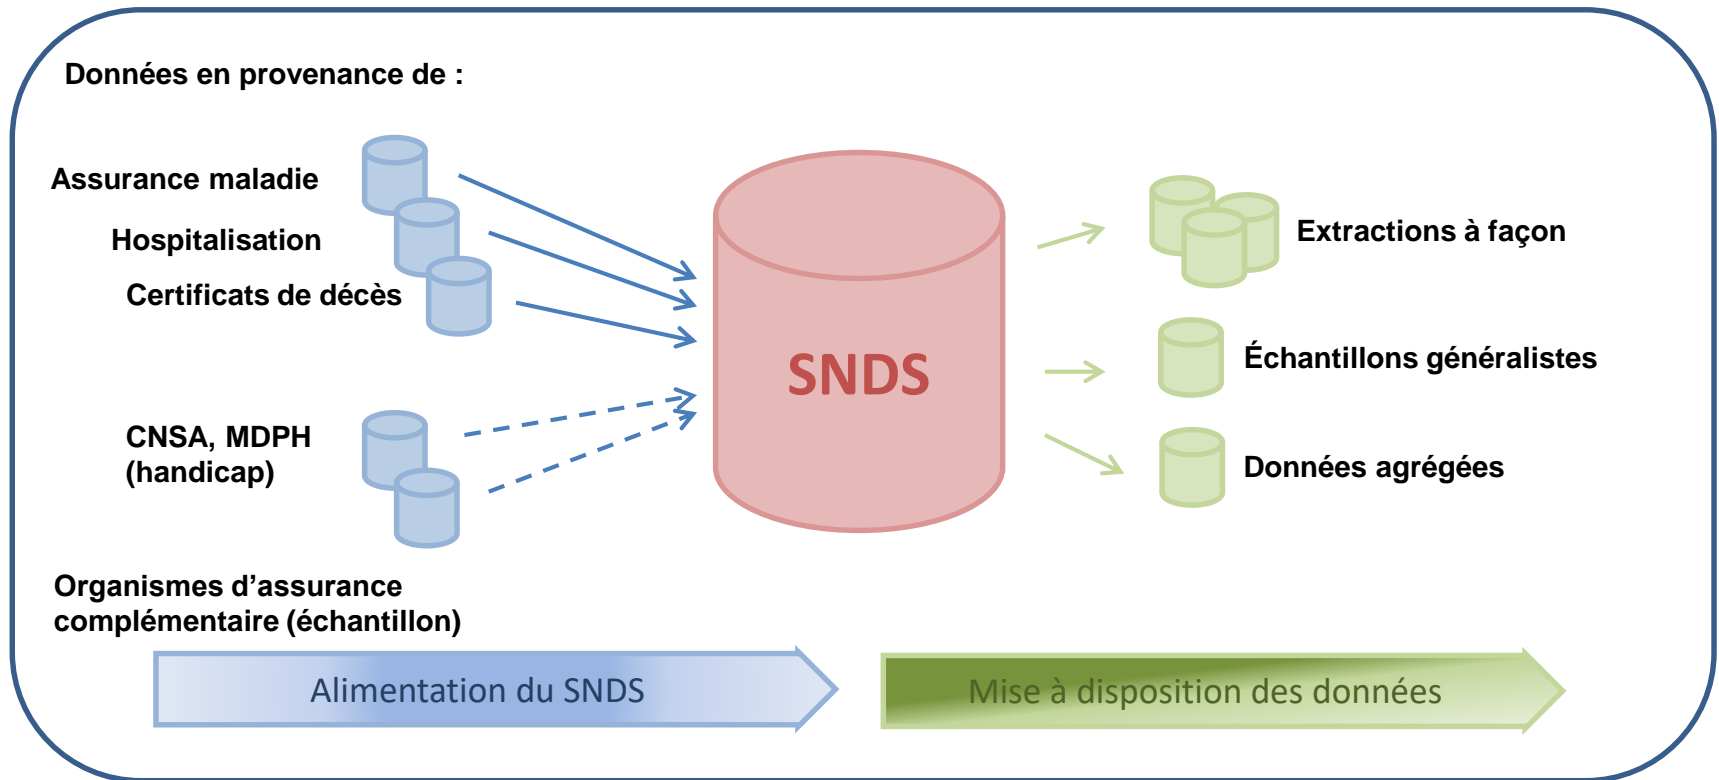 Données en provenance de :
Assurance maladie
Hospitalisation
Certificats de décès
CNSA, MDPH
(handicap)
Organismes d’assurance
complémentaire (échantillon)
SNDS
Extractions à façon
Échantillons généralistes
Données agrégées
Alimentation du SNDS
Mise à disposition des données